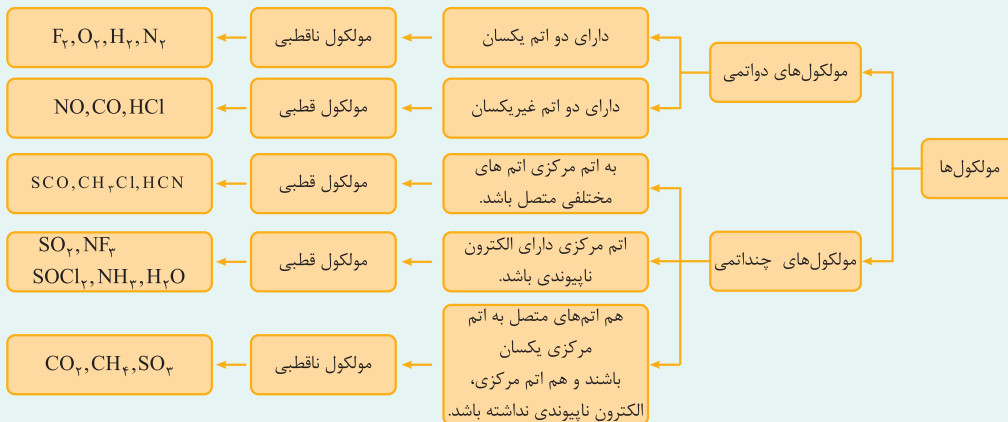 مولکول‌ها
مولکول‌های دواتمی
دارای دو اتم یکسان
مولکول ناقطبی
F۲,O۲,H۲,N۲
دارای دو اتم غیریکسان
مولکول قطبی
NO,CO,HCl
مولکول‌های چنداتمی
به اتم مرکزی اتم های
مختلفی متصل باشد.
مولکول قطبی
SCO,CH۳Cl,HCN
اتم مرکزی دارای الکترون
ناپیوندی باشد.
مولکول قطبی
SO۲,NF۳
SOCl۲,NH۳,H۲O
هم اتم‌های متصل به اتم
مرکزی یکسان
باشند و هم اتم مرکزی،
الکترون ناپیوندی نداشته باشد.
مولکول ناقطبی
CO۲,CH۴,SO۳